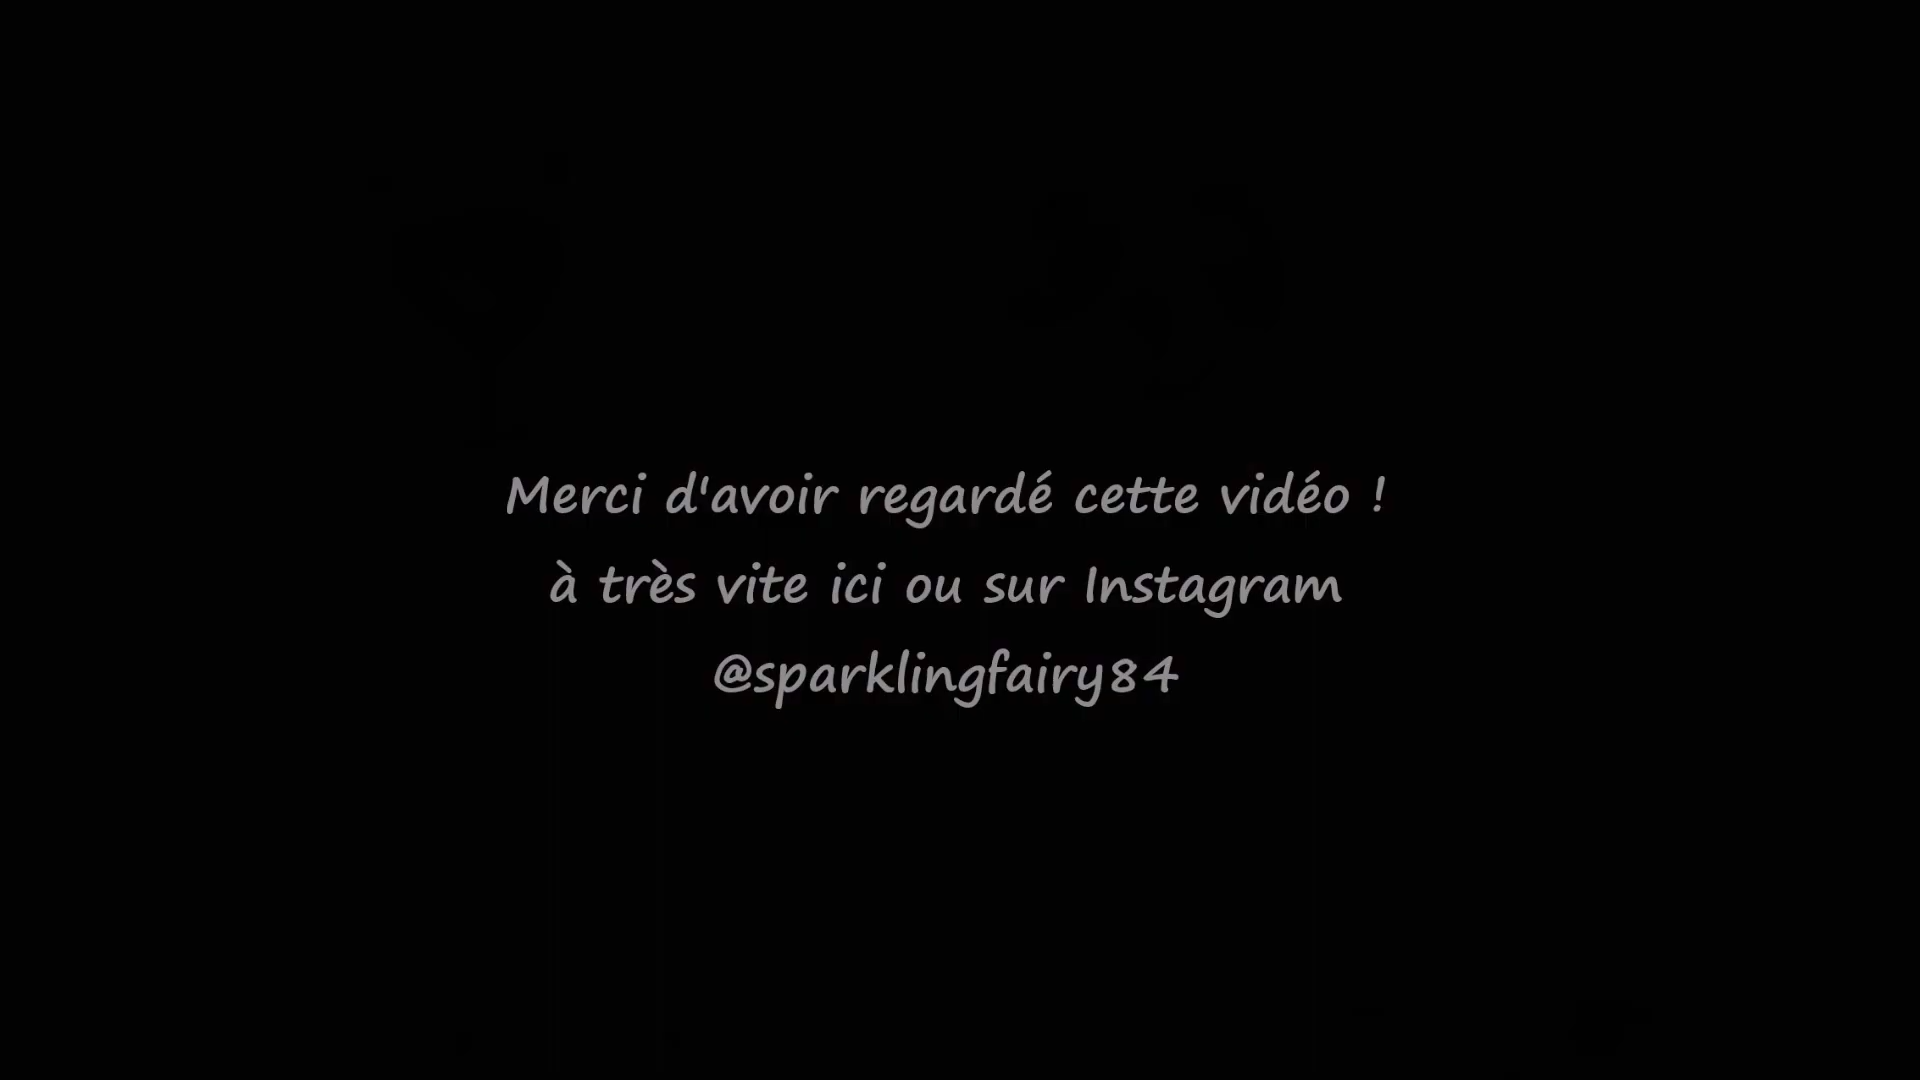 Merci d'avoir regardé cette vidéo !
à très vite ici ou sur Instagram
@sparklingfairy84